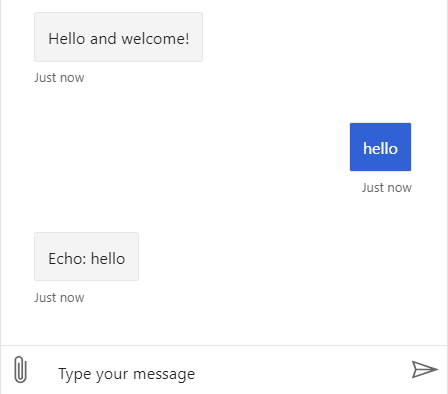 Hello and welcome!
Just now
hello
Just now
Echo: hello
Just now
Type your message